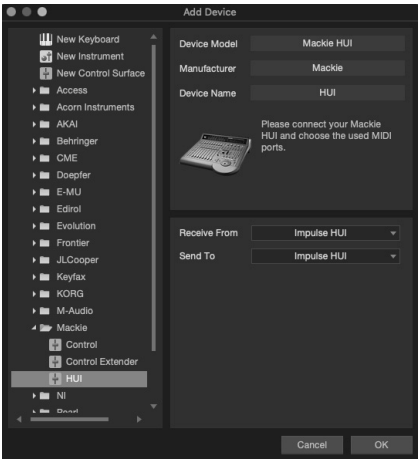 Add Device
New Keyboard
New Instrument
New Control Surface
Access
Acorn Instruments
AKAI
Behringer
CME
Doepfer
E-MU
Edirol
Evolution
Frontier
JLCooper
Keyfax
KORG
M-Audio
Mackie
Control
Control Extender
HUI
NI
Pearl
Device Model
Mackie HUI
Manufacturer
Mackie
Device Name
HUI
Please connect your Mackie
HUI and choose the used MIDI
ports.
Receive From
Impulse HUI
Send To
Impulse HUI
Cancel
OK